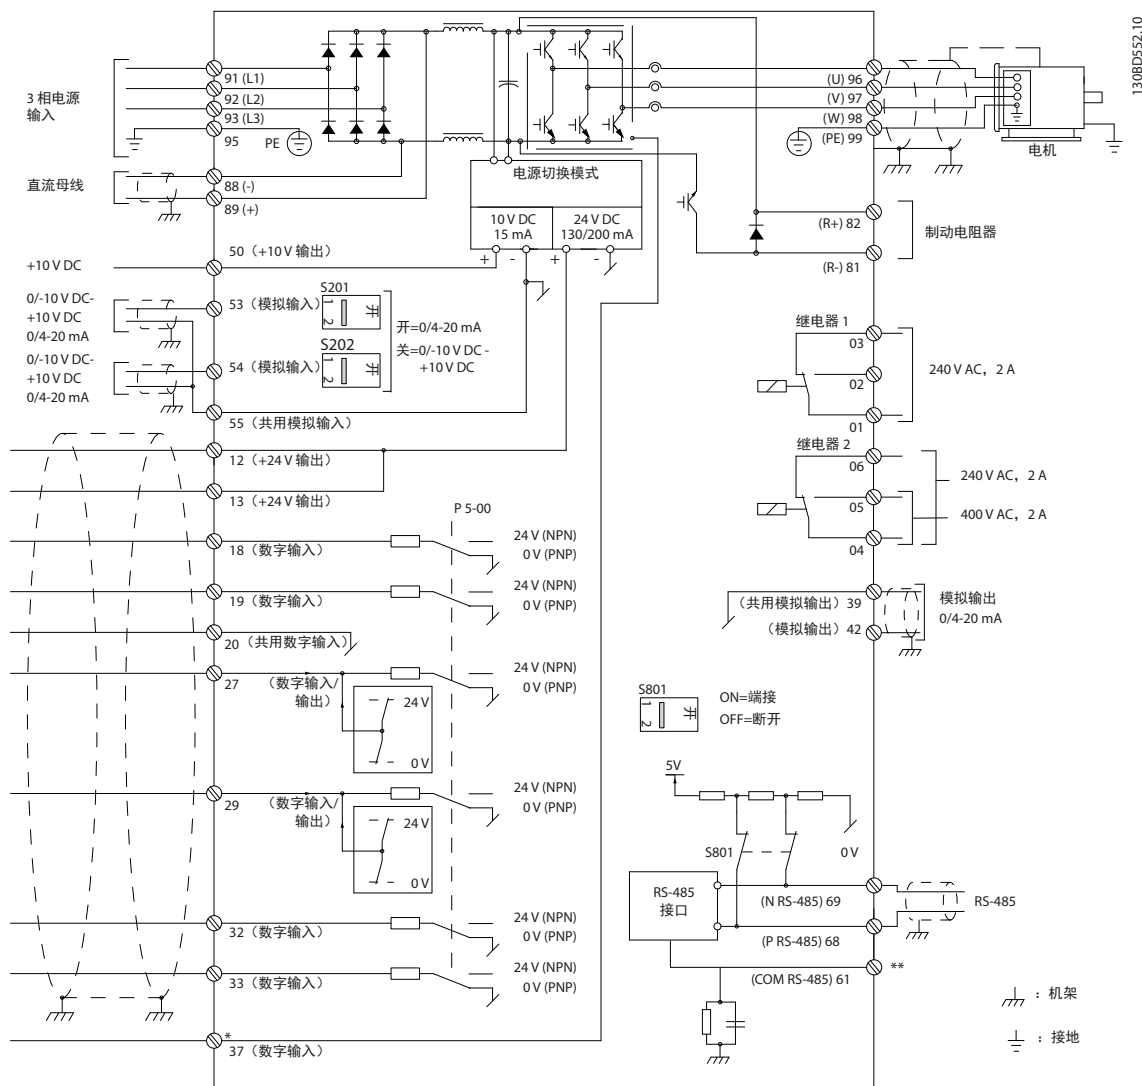 130BD552.10
3 相电源
输入
91 (L1)
92 (L2)
93 (L3)
95
PE
直流母线
88 (-)
89 (+)
电源切换模式
10 V DC
15 mA
24 V DC
130/200 mA
+ - + -
(U) 96
(V) 97
(W) 98
(PE) 99
电机
(R+) 82
(R-) 81
制动电阻器
+10 V DC
50 (+10 V 输出)
0/-10 V DC-
+10 V DC
0/4-20 mA
53（模拟输入）
S201
1 2
开
0/-10 V DC-
+10 V DC
0/4-20 mA
54（模拟输入）
S202
1 2
开
开=0/4-20 mA
关=0/-10 V DC -
+10 V DC
55（共用模拟输入）
12 (+24 V 输出)
13 (+24 V 输出)
P 5-00
18（数字输入）
24 V (NPN)
0 V (PNP)
19（数字输入）
24 V (NPN)
0 V (PNP)
20（共用数字输入）
27
（数字输入/
输出）
24 V (NPN)
0 V (PNP)
24 V
0 V
29
（数字输入/
输出）
24 V (NPN)
0 V (PNP)
24 V
0 V
32（数字输入）
24 V (NPN)
0 V (PNP)
33（数字输入）
24 V (NPN)
0 V (PNP)
*
37（数字输入）
继电器 1
03
02
01
240 V AC，2 A
继电器 2
06
05
04
240 V AC，2 A
400 V AC，2 A
（共用模拟输出）39
（模拟输出）42
模拟输出
0/4-20 mA
S801
1 2
开
ON=端接
OFF=断开
5V
S801
0 V
RS-485
接口
(N RS-485) 69
(P RS-485) 68
(COM RS-485) 61
RS-485
**
：机架
：接地